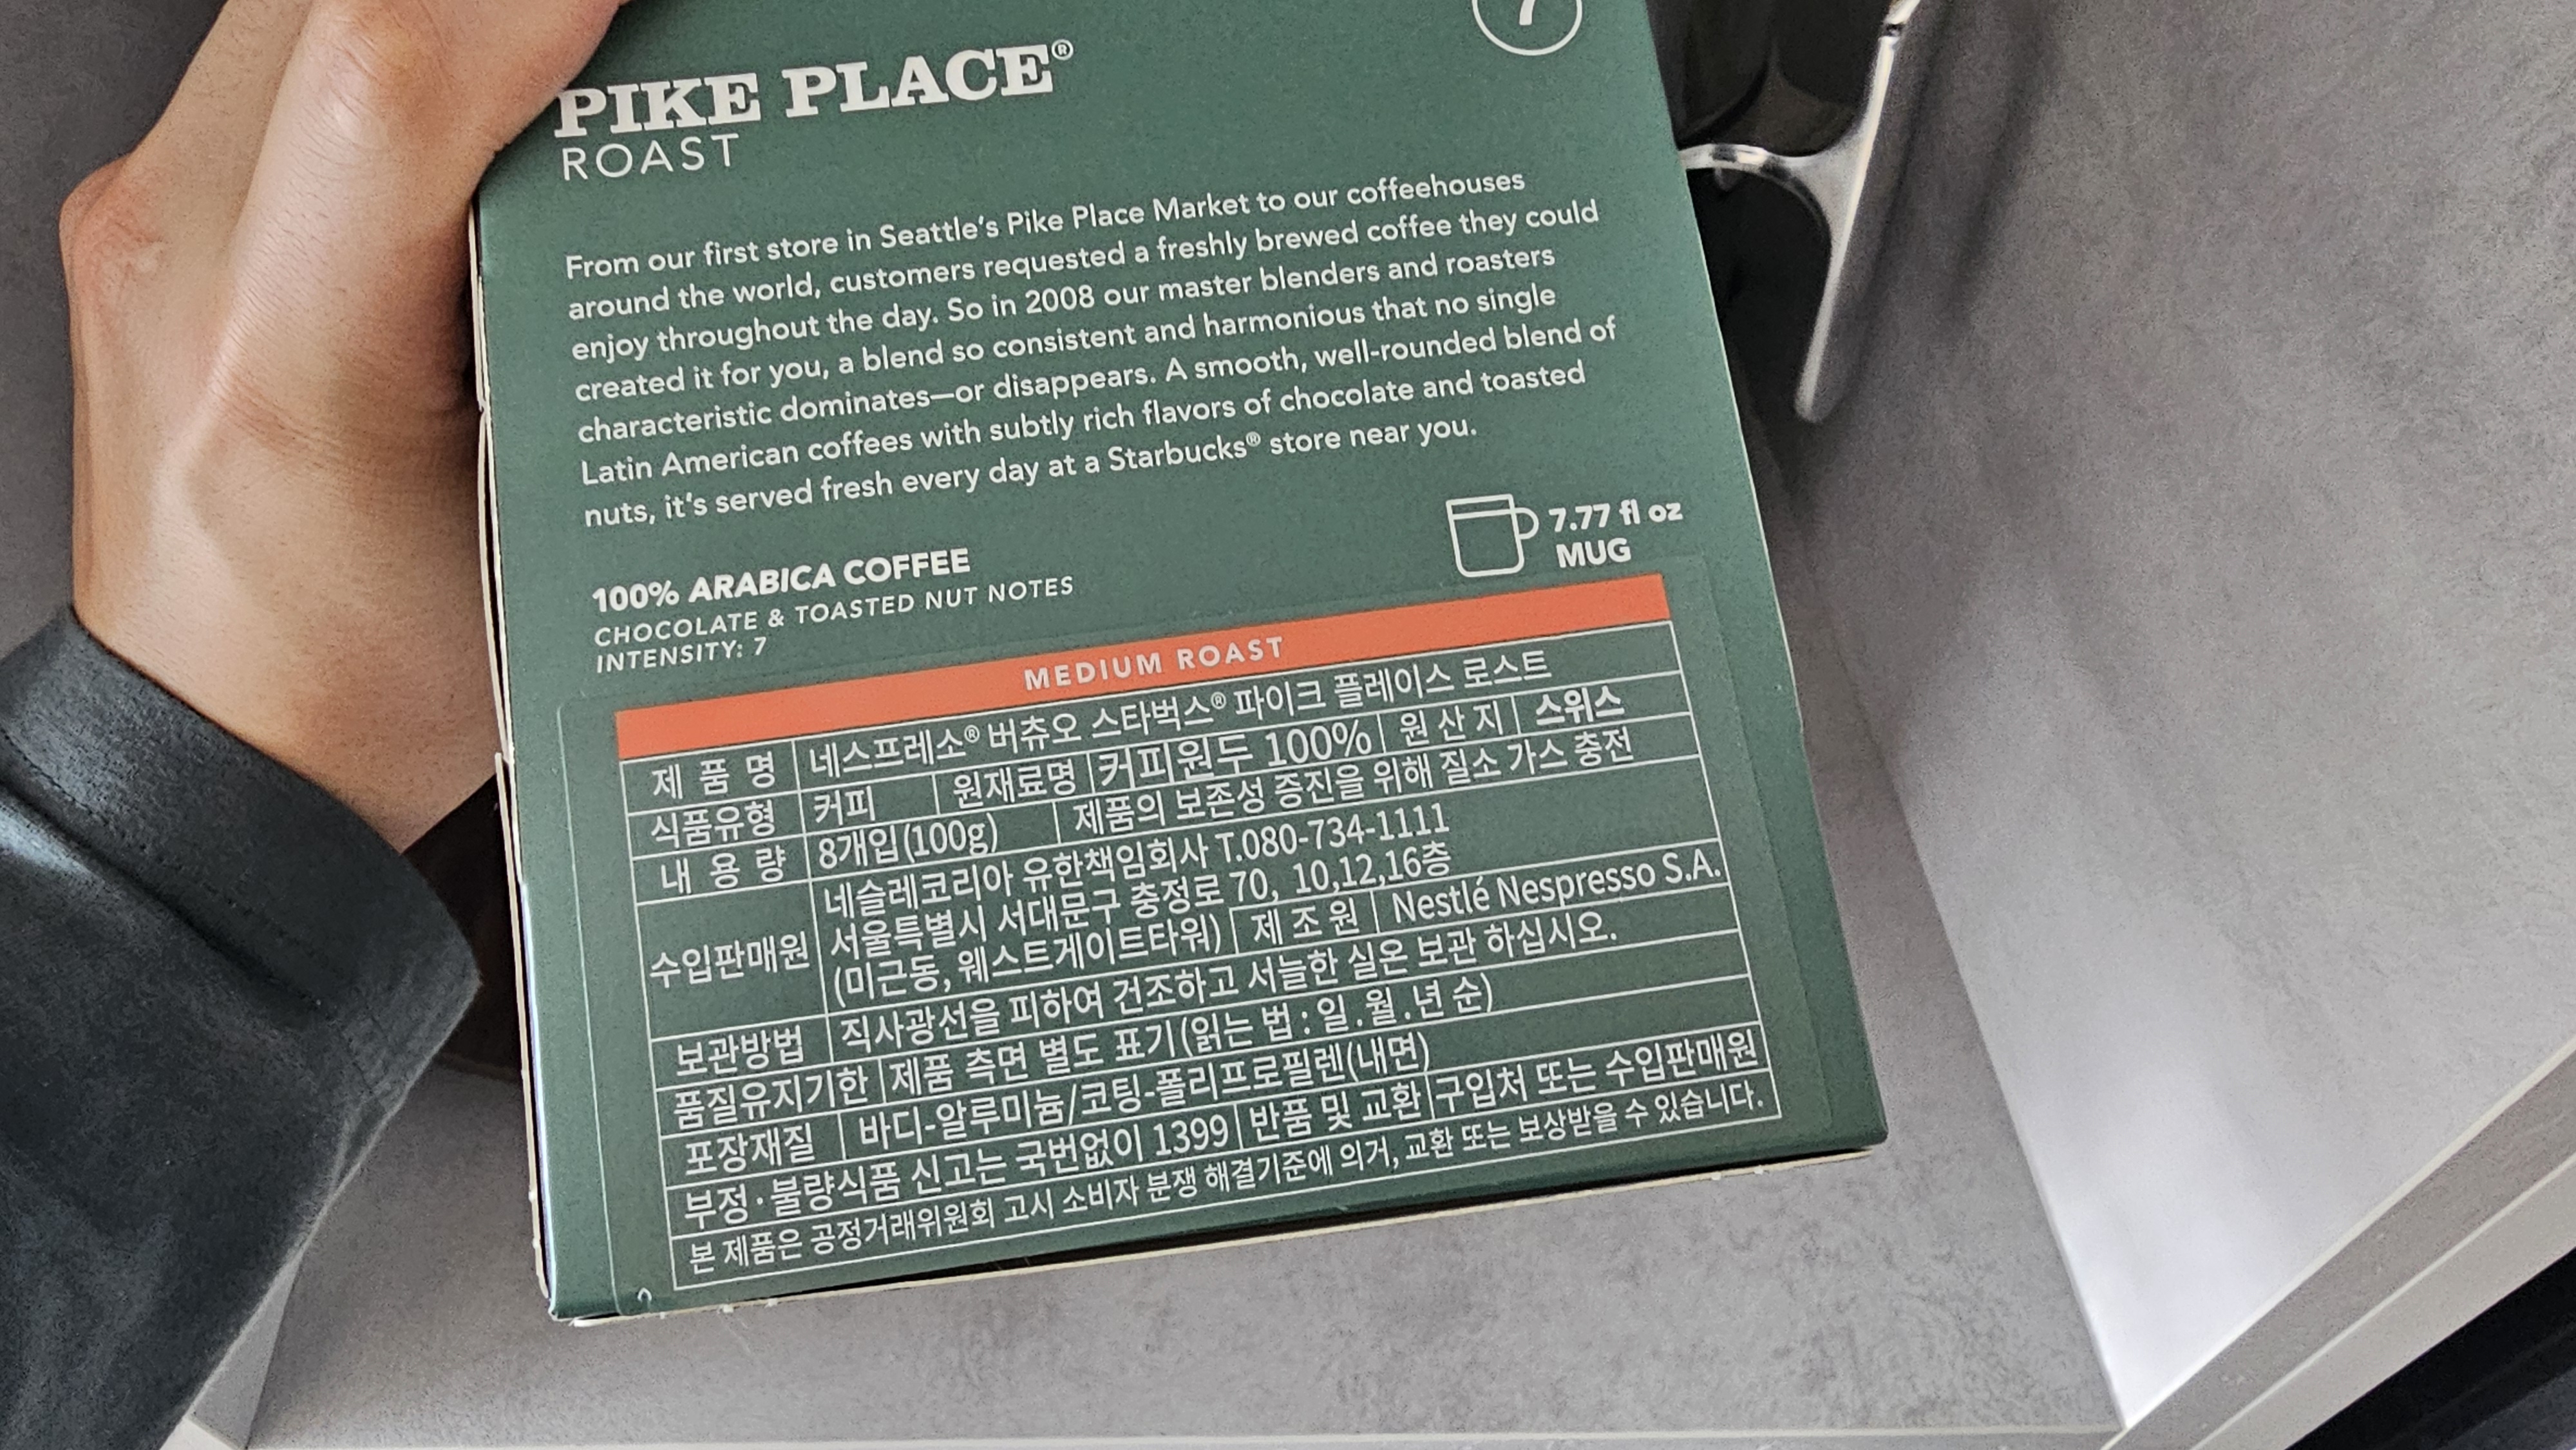 7
PIKE PLACE®
ROAST
From our first store in Seattle's Pike Place Market to our coffeehouses
around the world, customers requested a freshly brewed coffee they could
enjoy throughout the day. So in 2008 our master blenders and roasters
created it for you, a blend so consistent and harmonious that no single
characteristic dominates—or disappears. A smooth, well-rounded blend of
Latin American coffees with subtly rich flavors of chocolate and toasted
nuts, it's served fresh every day at a Starbucks® store near you.
7.77 fl oz
MUG
100% ARABICA COFFEE
CHOCOLATE & TOASTED NUT NOTES
INTENSITY: 7
MEDIUM ROAST
제 품 명 네스프레소® 버츄오 스타벅스® 파이크 플레이스 로스트
식품유형 커피 원재료명 커피원두 100% 원 산 지 스위스
내 용 량 8개입(100g) 제품의 보존성 증진을 위해 질소 가스 충전
수입판매원 네슬레코리아 유한책임회사 T.080-734-1111
서울특별시 서대문구 충정로 70, 10,12,16층
(미근동, 웨스트게이트타워) 제 조 원 Nestlé Nespresso S.A.
보관방법 직사광선을 피하여 건조하고 서늘한 실온 보관 하십시오.
품질유지기한 제품 측면 별도 표기(읽는 법 : 일.월.년 순)
포장재질 바디-알루미늄/코팅-폴리프로필렌(내면)
부정·불량식품 신고는 국번없이 1399 반품 및 교환 구입처 또는 수입판매원
본 제품은 공정거래위원회 고시 소비자 분쟁 해결기준에 의거, 교환 또는 보상받을 수 있습니다.